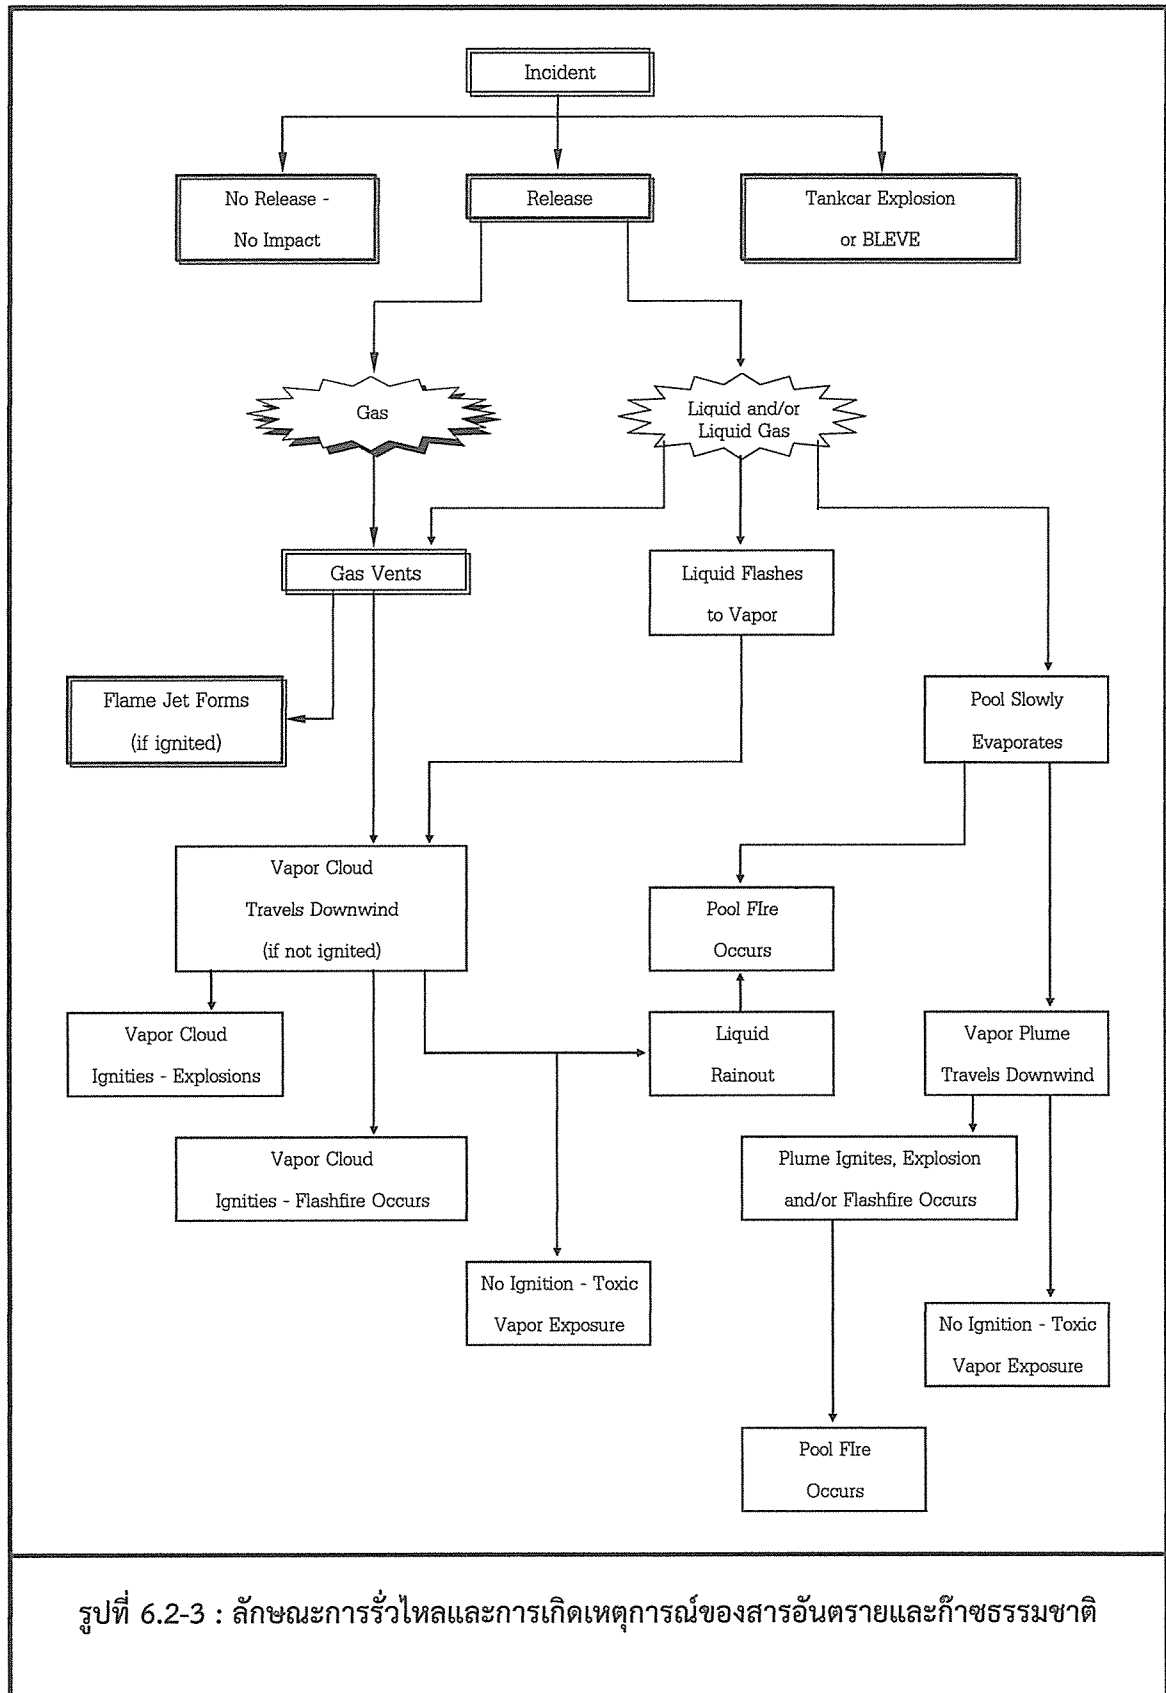 Incident
No Release -
No Impact
Release
Tankcar Explosion
or BLEVE
Gas
Liquid and/or
Liquid Gas
Gas Vents
Liquid Flashes
to Vapor
Flame Jet Forms
(if ignited)
Pool Slowly
Evaporates
Vapor Cloud
Travels Downwind
(if not ignited)
Pool FIre
Occurs
Vapor Cloud
Ignities - Explosions
Liquid
Rainout
Vapor Plume
Travels Downwind
Vapor Cloud
Ignities - Flashfire Occurs
Plume Ignites, Explosion
and/or Flashfire Occurs
No Ignition - Toxic
Vapor Exposure
No Ignition - Toxic
Vapor Exposure
Pool FIre
Occurs
รูปที่ 6.2-3 : ลักษณะการรั่วไหลและการเกิดเหตุการณ์ของสารอันตรายและก๊าซธรรมชาติ